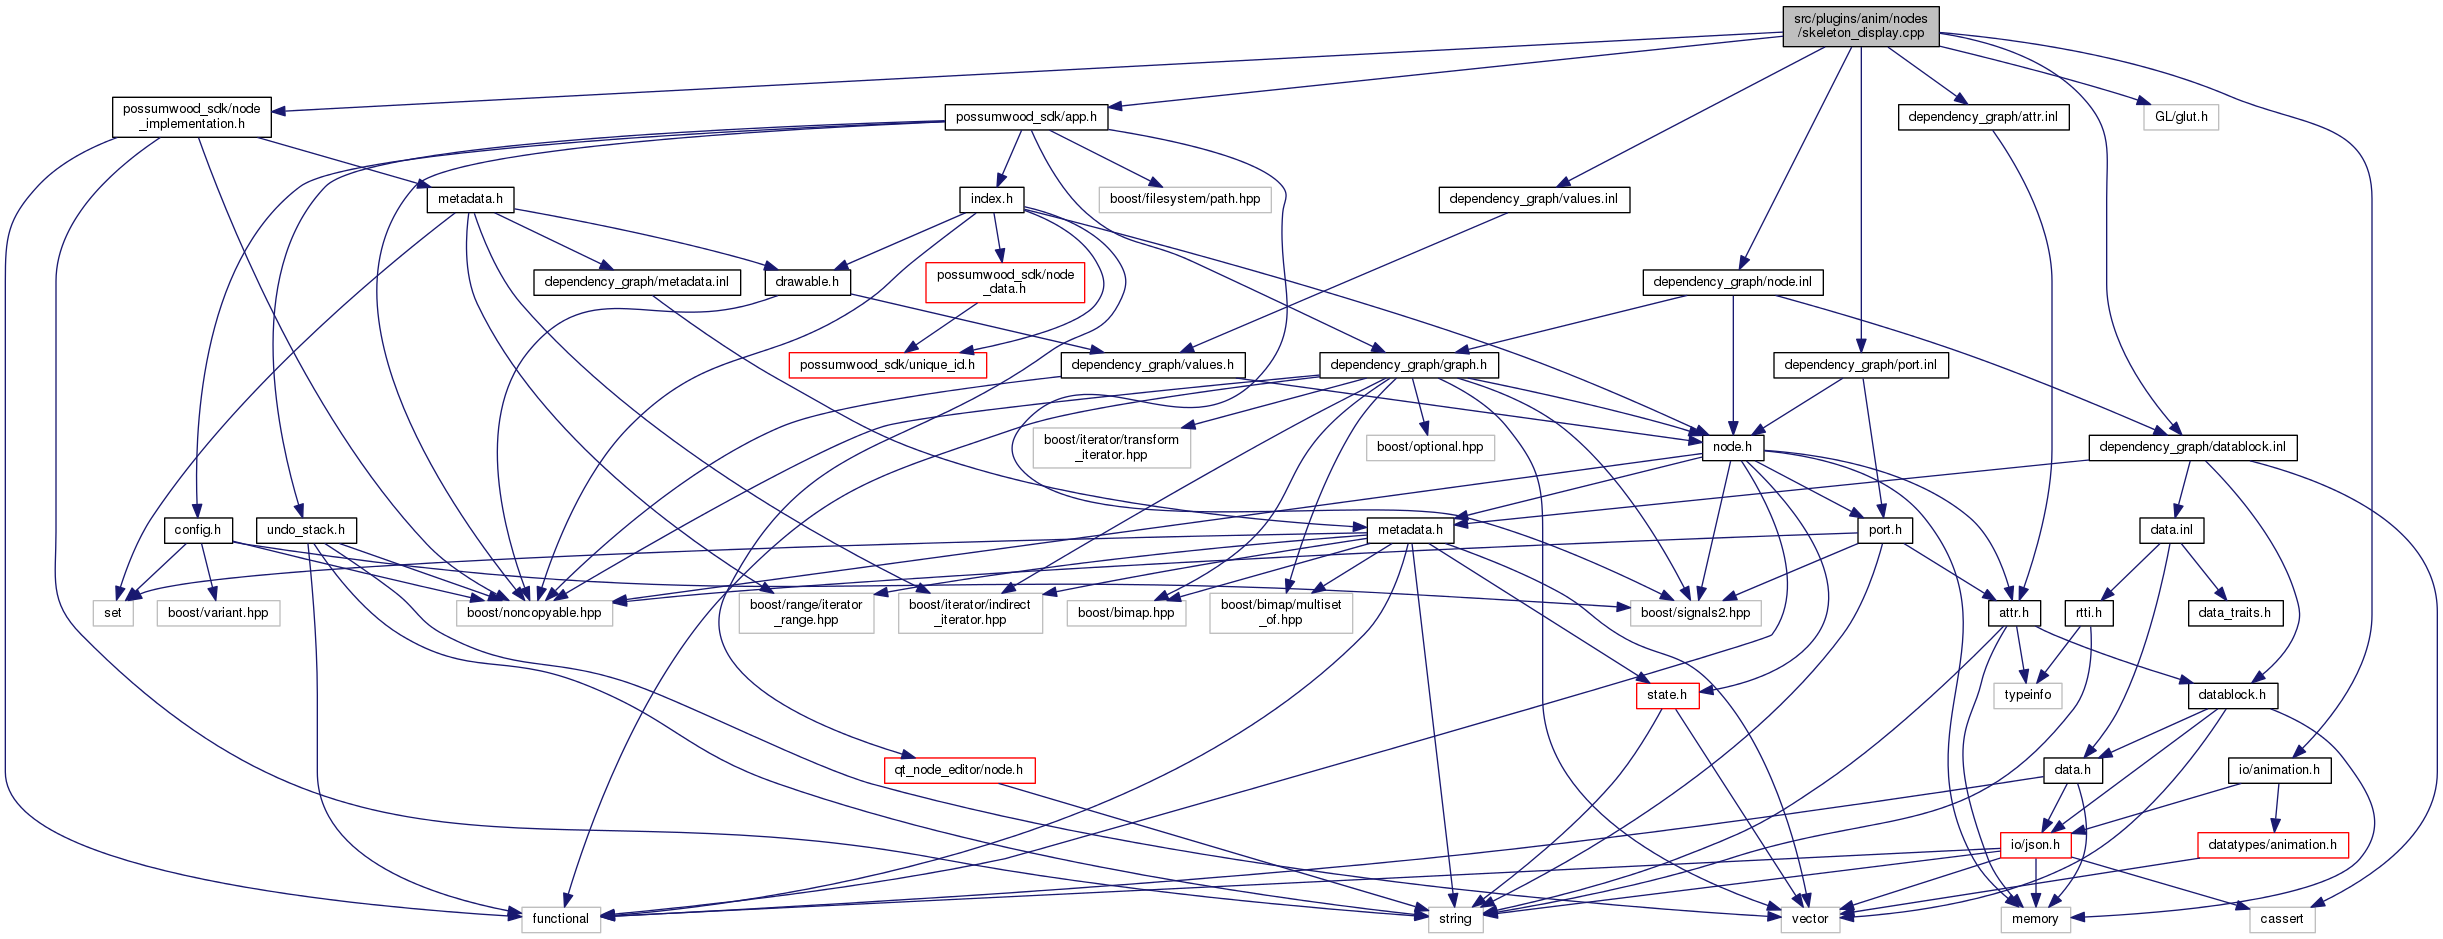 src/plugins/anim/nodes
/skeleton_display.cpp
possumwood_sdk/node
_implementation.h
possumwood_sdk/app.h
dependency_graph/attr.inl
GL/glut.h
metadata.h
index.h
boost/filesystem/path.hpp
dependency_graph/values.inl
dependency_graph/metadata.inl
drawable.h
possumwood_sdk/node
_data.h
dependency_graph/node.inl
possumwood_sdk/unique_id.h
dependency_graph/values.h
dependency_graph/graph.h
dependency_graph/port.inl
boost/iterator/transform
_iterator.hpp
boost/optional.hpp
node.h
dependency_graph/datablock.inl
config.h
undo_stack.h
metadata.h
port.h
data.inl
set
boost/variant.hpp
boost/noncopyable.hpp
boost/range/iterator
_range.hpp
boost/iterator/indirect
_iterator.hpp
boost/bimap.hpp
boost/bimap/multiset
_of.hpp
boost/signals2.hpp
attr.h
rtti.h
data_traits.h
state.h
typeinfo
datablock.h
qt_node_editor/node.h
data.h
io/animation.h
io/json.h
datatypes/animation.h
functional
string
vector
memory
cassert